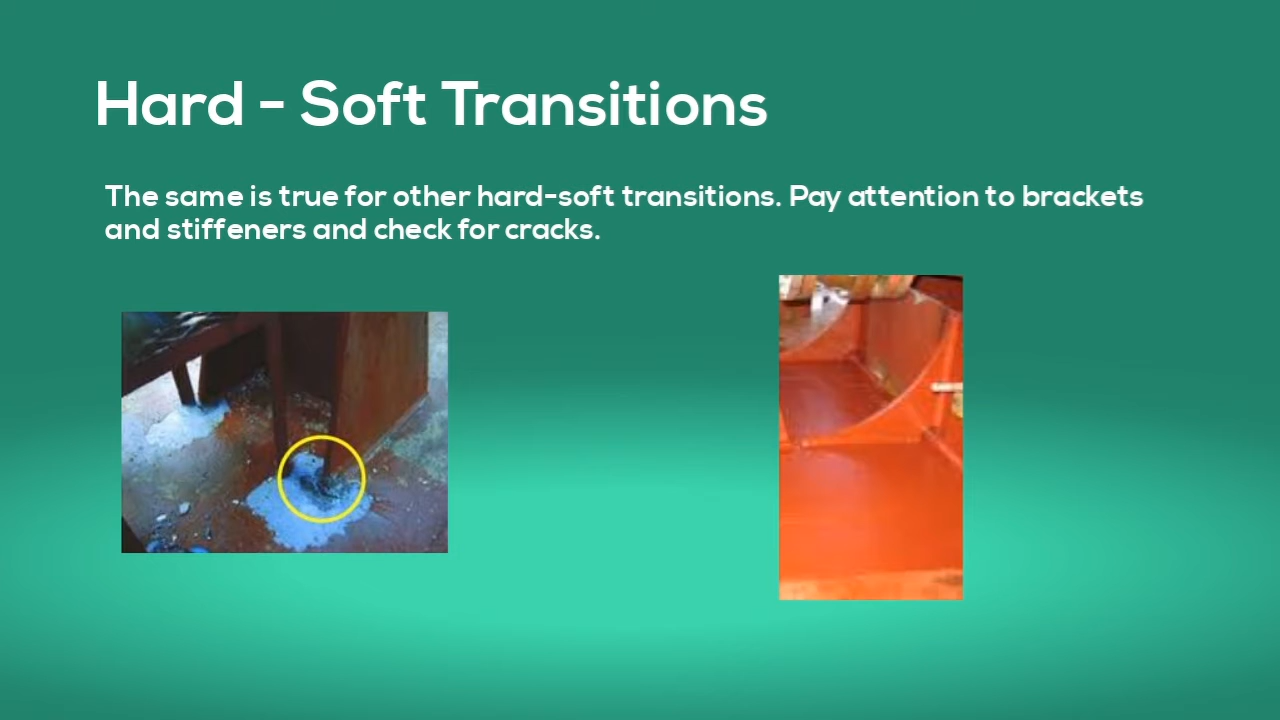 Hard - Soft Transitions
The same is true for other hard-soft transitions. Pay attention to brackets
and stiffeners and check for cracks.